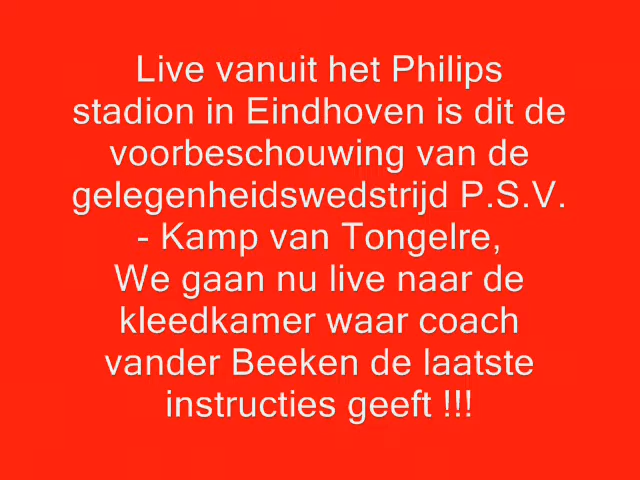 Live vanuit het Philips
stadion in Eindhoven is dit de
voorbeschouwing van de
gelegenheidswedstrijd P.S.V.
- Kamp van Tongelre,
We gaan nu live naar de
kleedkamer waar coach
vander Beeken de laatste
instructies geeft !!!